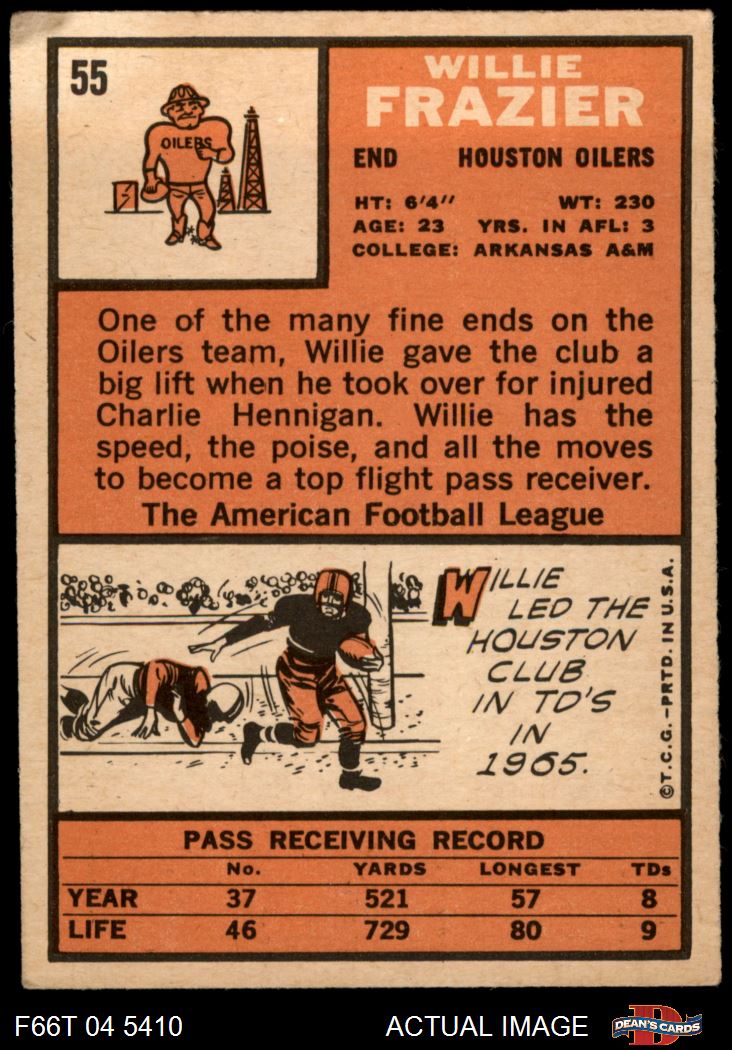 55
OILERS
WILLIE
FRAZIER
END HOUSTON OILERS
HT: 6'4" WT: 230
AGE: 23 YRS. IN AFL: 3
COLLEGE: ARKANSAS A&M
One of the many fine ends on the
Oilers team, Willie gave the club a
big lift when he took over for injured
Charlie Hennigan. Willie has the
speed, the poise, and all the moves
to become a top flight pass receiver.
The American Football League
WILLIE
LED THE
HOUSTON
CLUB
IN TD'S
IN
1965.
©T.C.G.–PRTD. IN U.S.A.
PASS RECEIVING RECORD
No. YARDS LONGEST TDs
YEAR 37 521 57 8
LIFE 46 729 80 9
F66T 04 5410 ACTUAL IMAGE
D
DEAN'S CARDS